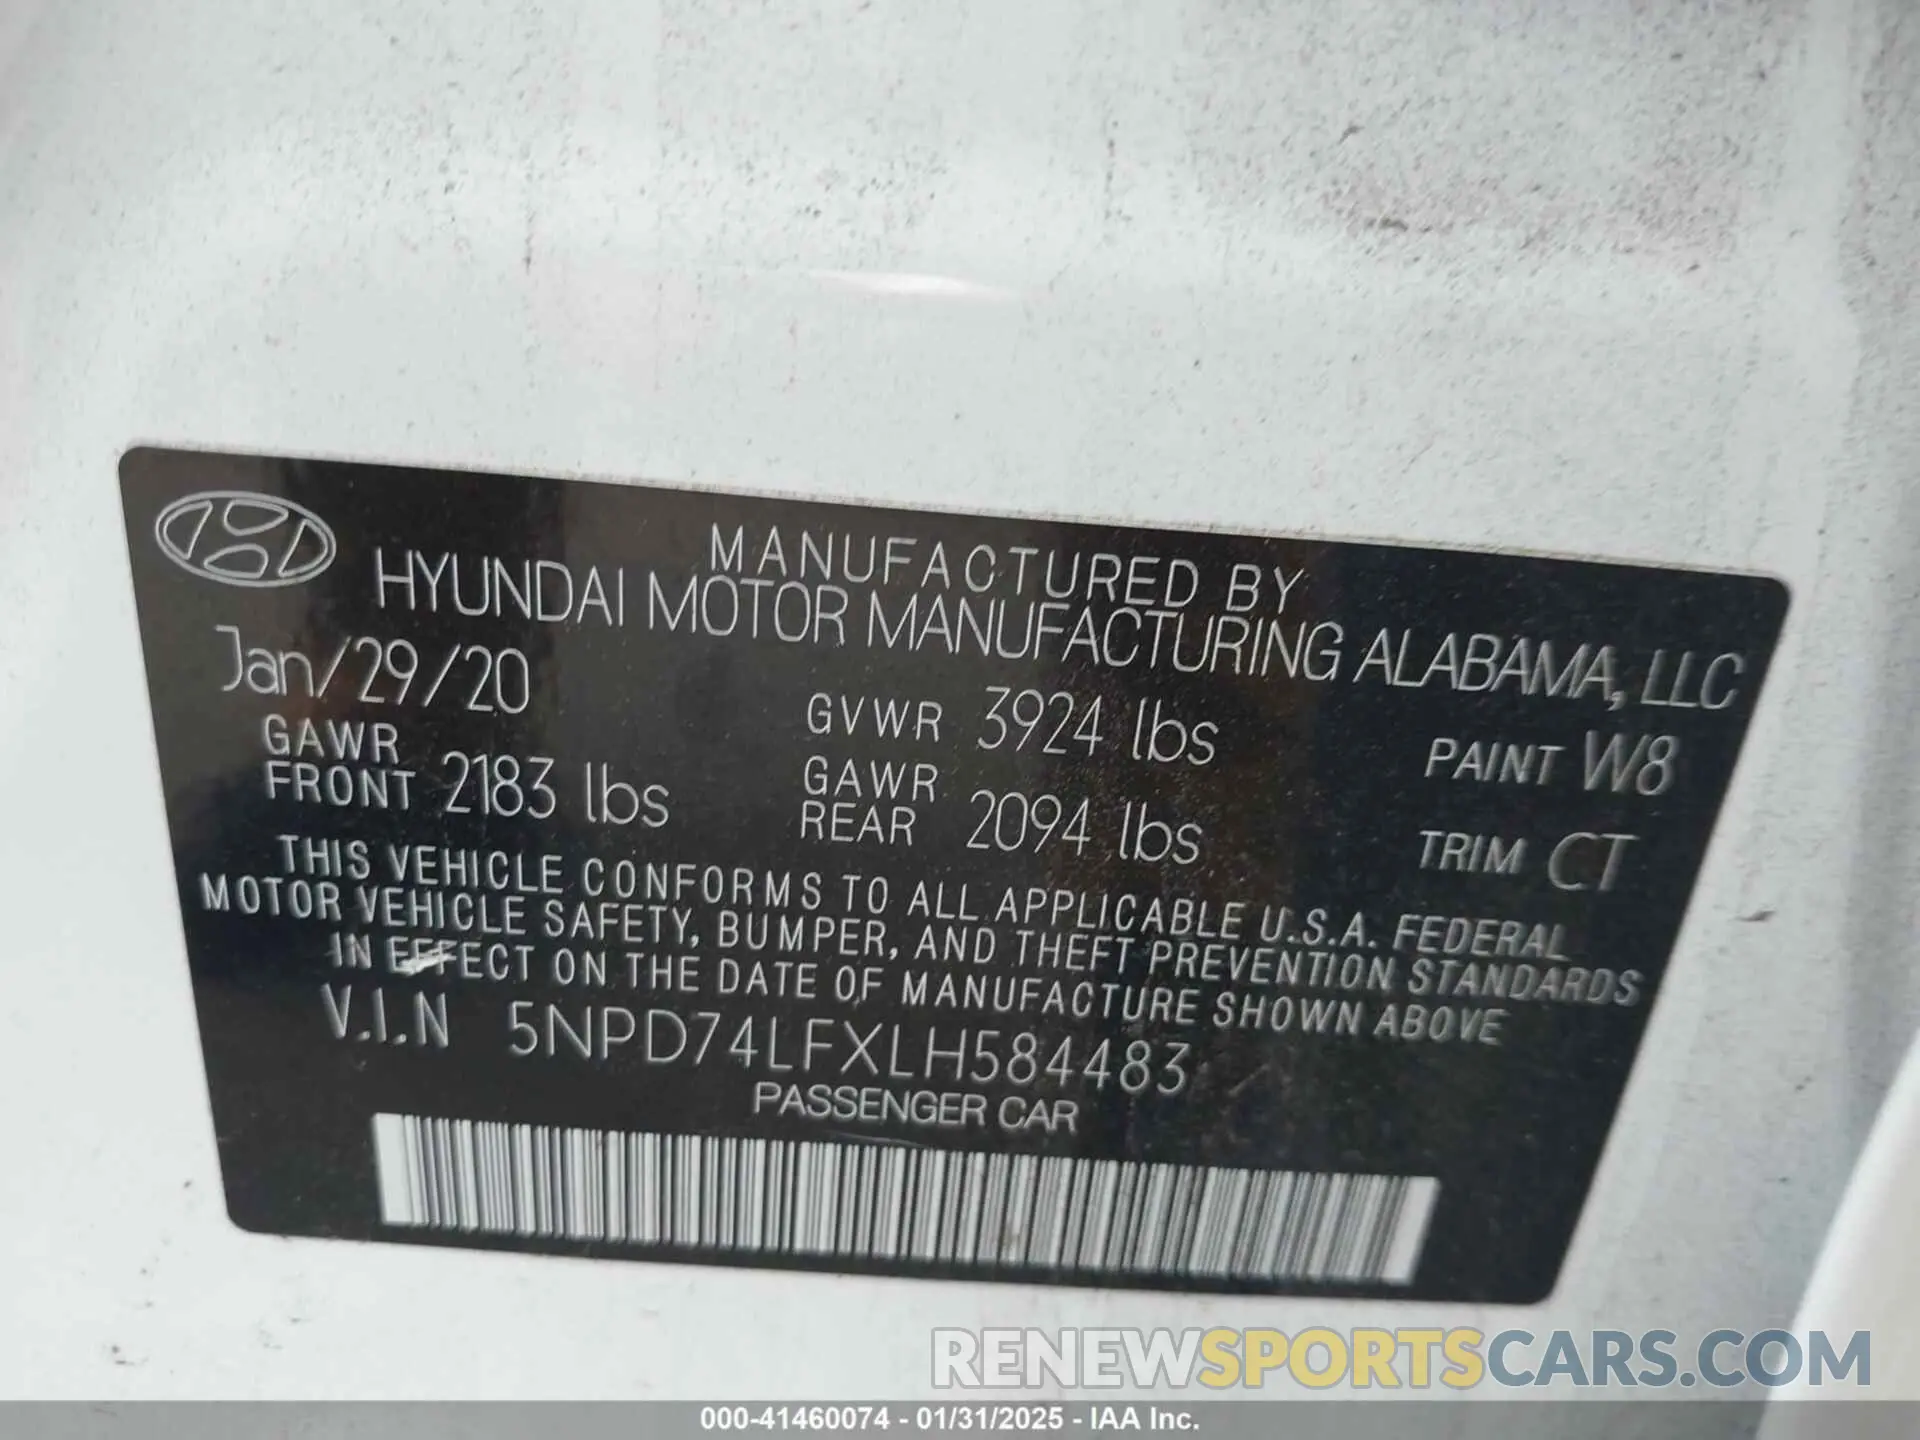 MANUFACTURED BY
HYUNDAI MOTOR MANUFACTURING ALABAMA, LLC
Jan/29/20
GVWR 3924 lbs
PAINT W8
GAWR FRONT 2183 lbs
GAWR REAR 2094 lbs
TRIM CT
THIS VEHICLE CONFORMS TO ALL APPLICABLE U.S.A. FEDERAL
MOTOR VEHICLE SAFETY, BUMPER, AND THEFT PREVENTION STANDARDS
IN EFFECT ON THE DATE OF MANUFACTURE SHOWN ABOVE
V.I.N 5NPD74LFXLH584483
PASSENGER CAR
RENEWSPORTSCARS.COM
000-41460074 - 01/31/2025 - IAA Inc.